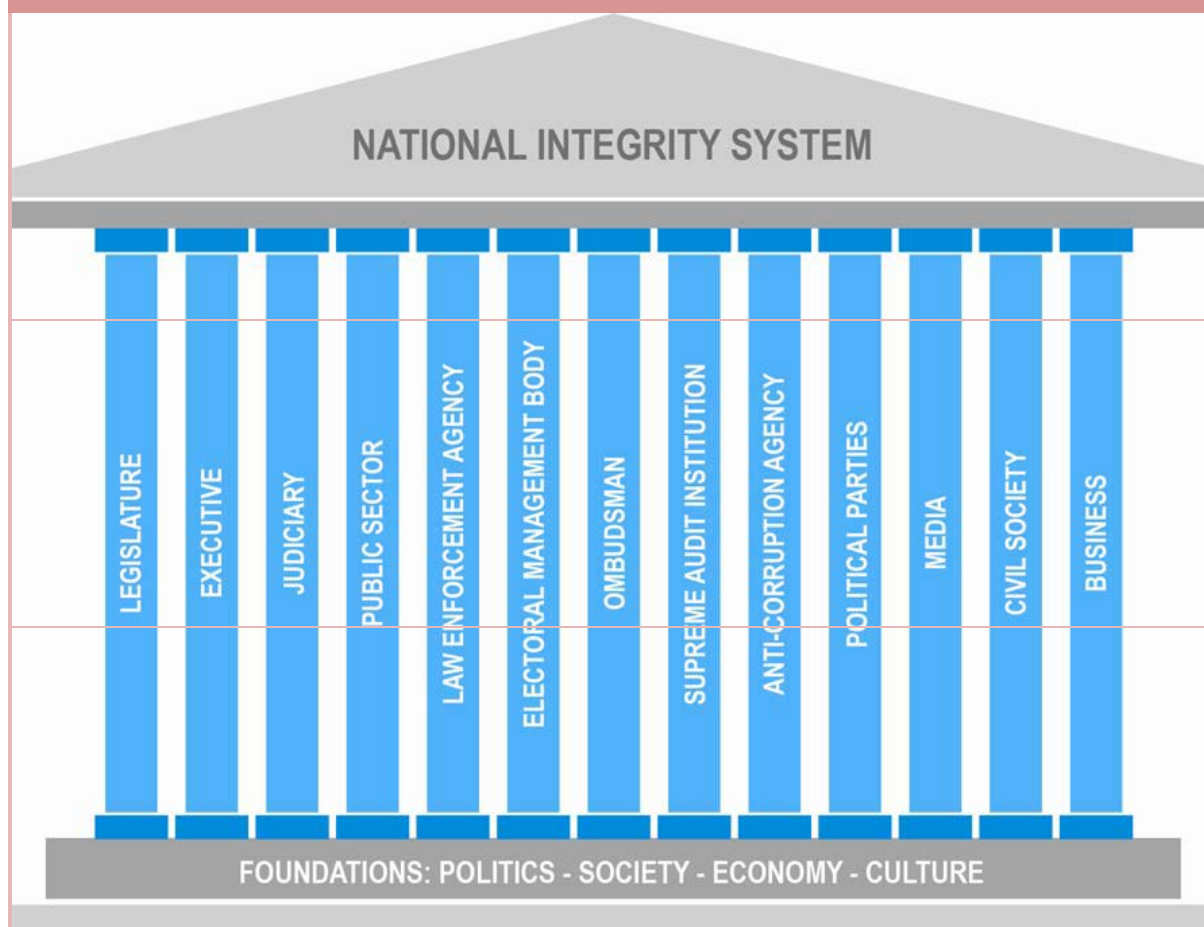 NATIONAL INTEGRITY SYSTEM
LEGISLATURE
EXECUTIVE
JUDICIARY
PUBLIC SECTOR
LAW ENFORCEMENT AGENCY
ELECTORAL MANAGEMENT BODY
OMBUDSMAN
SUPREME AUDIT INSTITUTION
ANTI-CORRUPTION AGENCY
POLITICAL PARTIES
MEDIA
CIVIL SOCIETY
BUSINESS
FOUNDATIONS: POLITICS - SOCIETY - ECONOMY - CULTURE